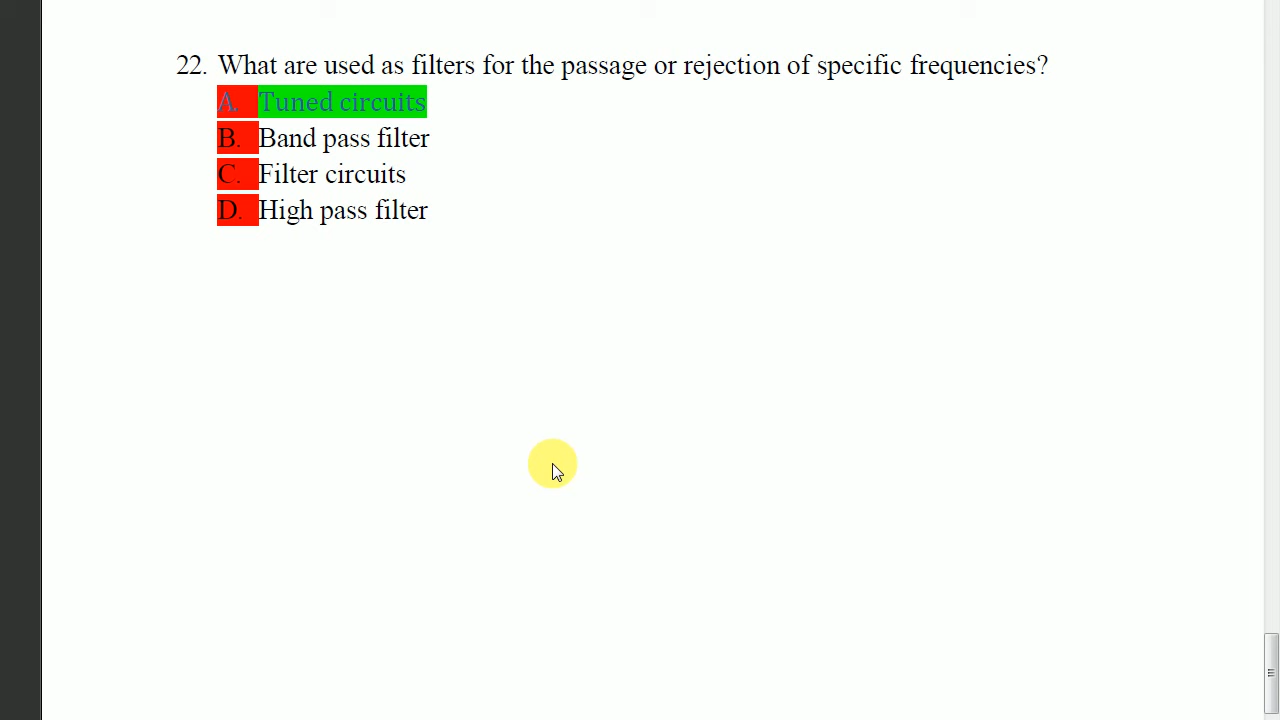 22. What are used as filters for the passage or rejection of specific frequencies?
A. Tuned circuits
B. Band pass filter
C. Filter circuits
D. High pass filter